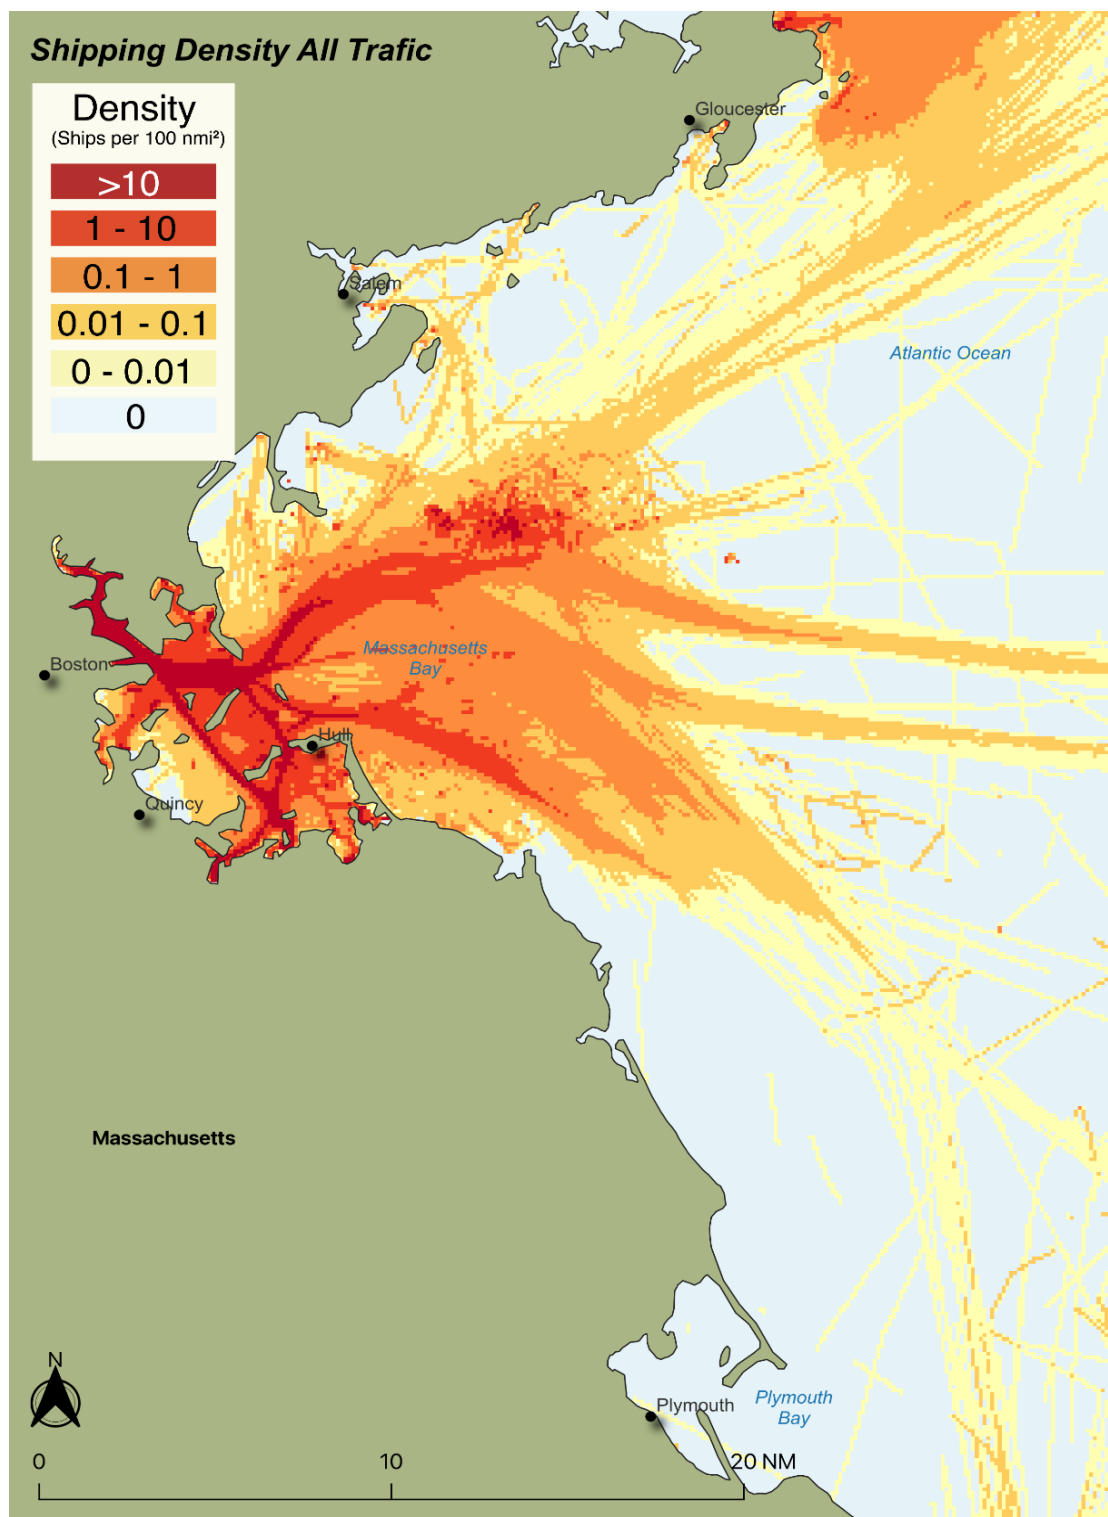 Shipping Density All Trafic
Density
(Ships per 100 nmi²)
>10
1 - 10
0.1 - 1
0.01 - 0.1
0 - 0.01
0
Gloucester
Salem
Atlantic Ocean
Boston
Massachusetts
Bay
Hull
Quincy
Massachusetts
N
Plymouth
Plymouth
Bay
0
10
20 NM